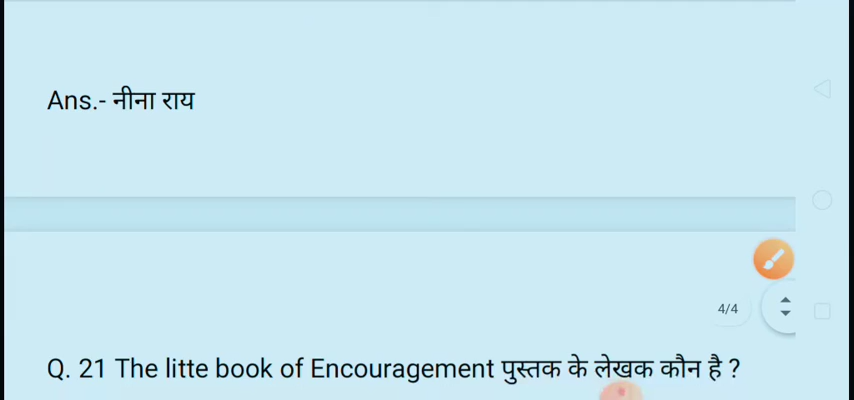 Ans.- नीना राय
4/4
Q. 21 The litte book of Encouragement पुस्तक के लेखक कौन है ?